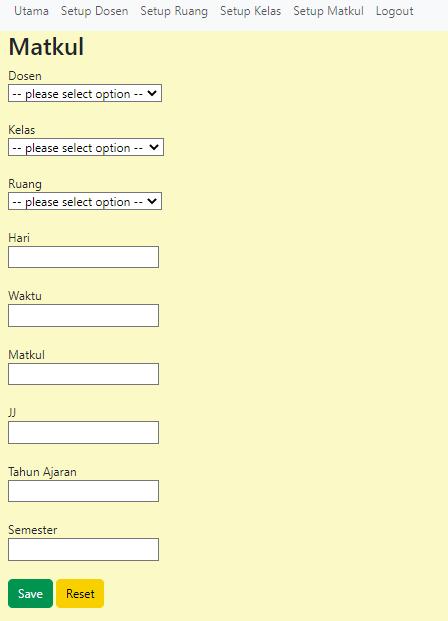 Utama Setup Dosen Setup Ruang Setup Kelas Setup Matkul Logout
Matkul
Dosen
-- please select option --
Kelas
-- please select option --
Ruang
-- please select option --
Hari
Waktu
Matkul
JJ
Tahun Ajaran
Semester
Save Reset